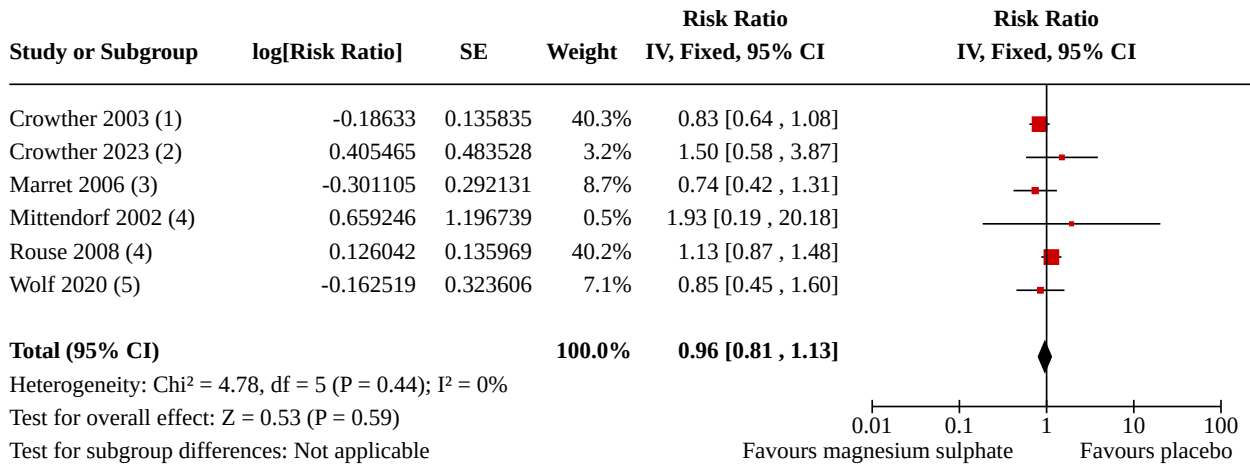 Risk Ratio Risk Ratio
Study or Subgroup log[Risk Ratio] SE Weight IV, Fixed, 95% CI IV, Fixed, 95% CI
Crowther 2003 (1) -0.18633 0.135835 40.3% 0.83 [0.64 , 1.08]
Crowther 2023 (2) 0.405465 0.483528 3.2% 1.50 [0.58 , 3.87]
Marret 2006 (3) -0.301105 0.292131 8.7% 0.74 [0.42 , 1.31]
Mittendorf 2002 (4) 0.659246 1.196739 0.5% 1.93 [0.19 , 20.18]
Rouse 2008 (4) 0.126042 0.135969 40.2% 1.13 [0.87 , 1.48]
Wolf 2020 (5) -0.162519 0.323606 7.1% 0.85 [0.45 , 1.60]
Total (95% CI) 100.0% 0.96 [0.81 , 1.13]
Heterogeneity: Chi² = 4.78, df = 5 (P = 0.44); I² = 0%
Test for overall effect: Z = 0.53 (P = 0.59)
0.01 0.1 1 10 100
Test for subgroup differences: Not applicable Favours magnesium sulphate Favours placebo